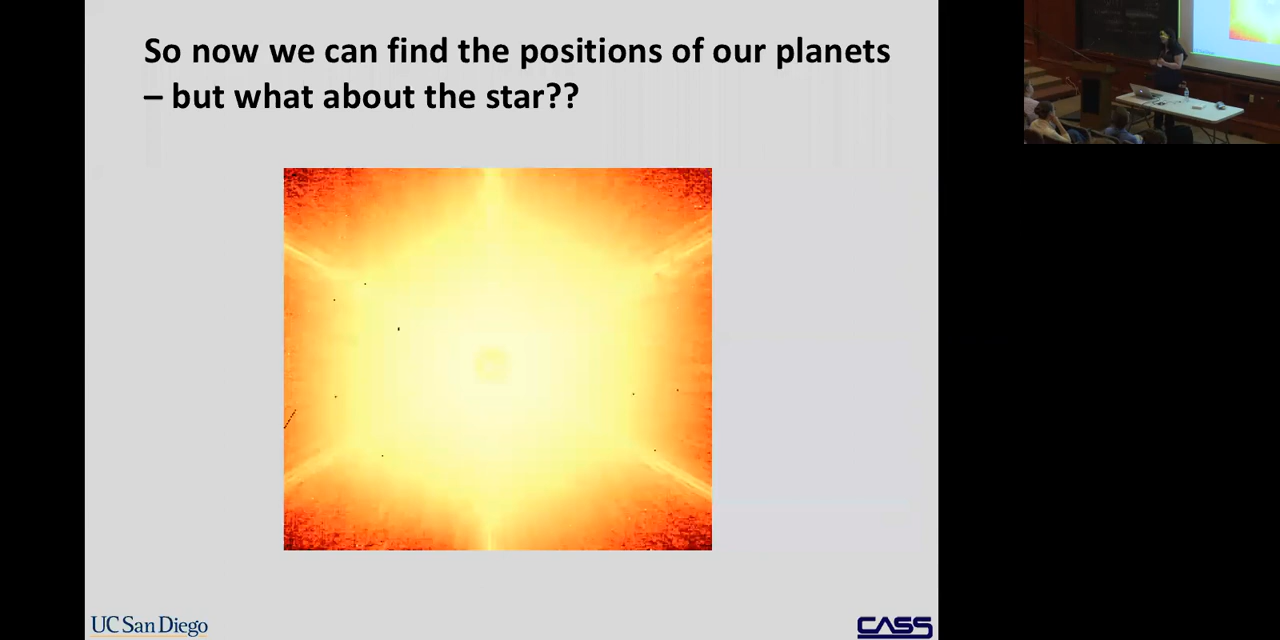 So now we can find the positions of our planets
– but what about the star??
UC San Diego
CASS